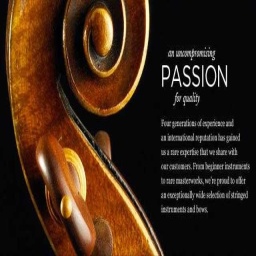 an uncompromising
PASSION
for quality
Four generations of experience and
an international reputation has gained
us a rare expertise that we share with
our customers. From beginner instruments
to rare masterworks, we're proud to offer
an exceptionally wide selection of stringed
instruments and bows.